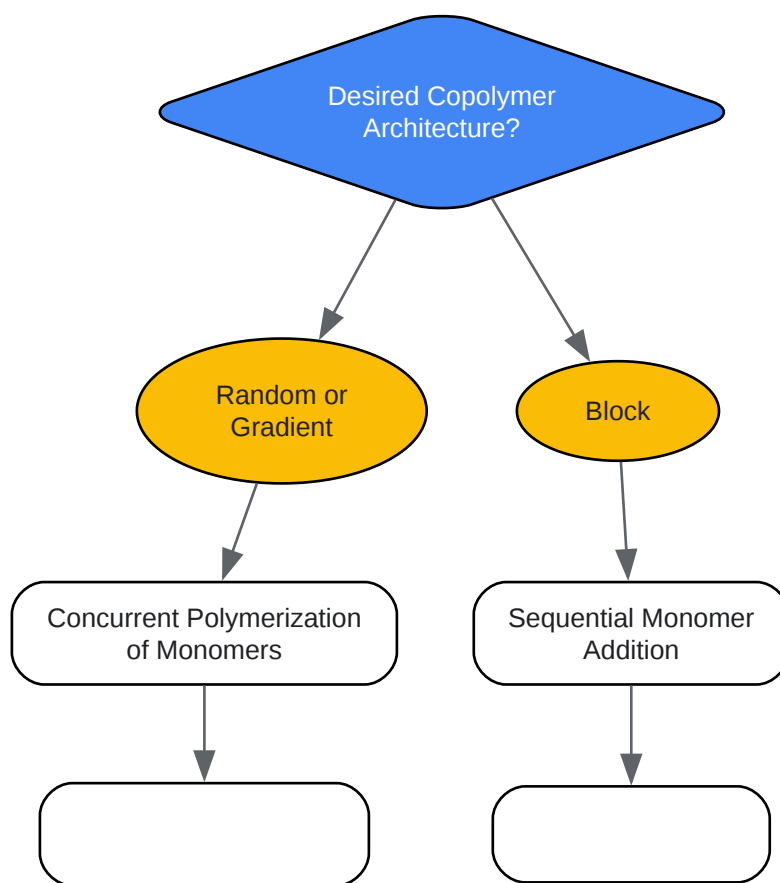 Desired Copolymer
Architecture?
Random or
Gradient
Block
Concurrent Polymerization
of Monomers
Sequential Monomer
Addition